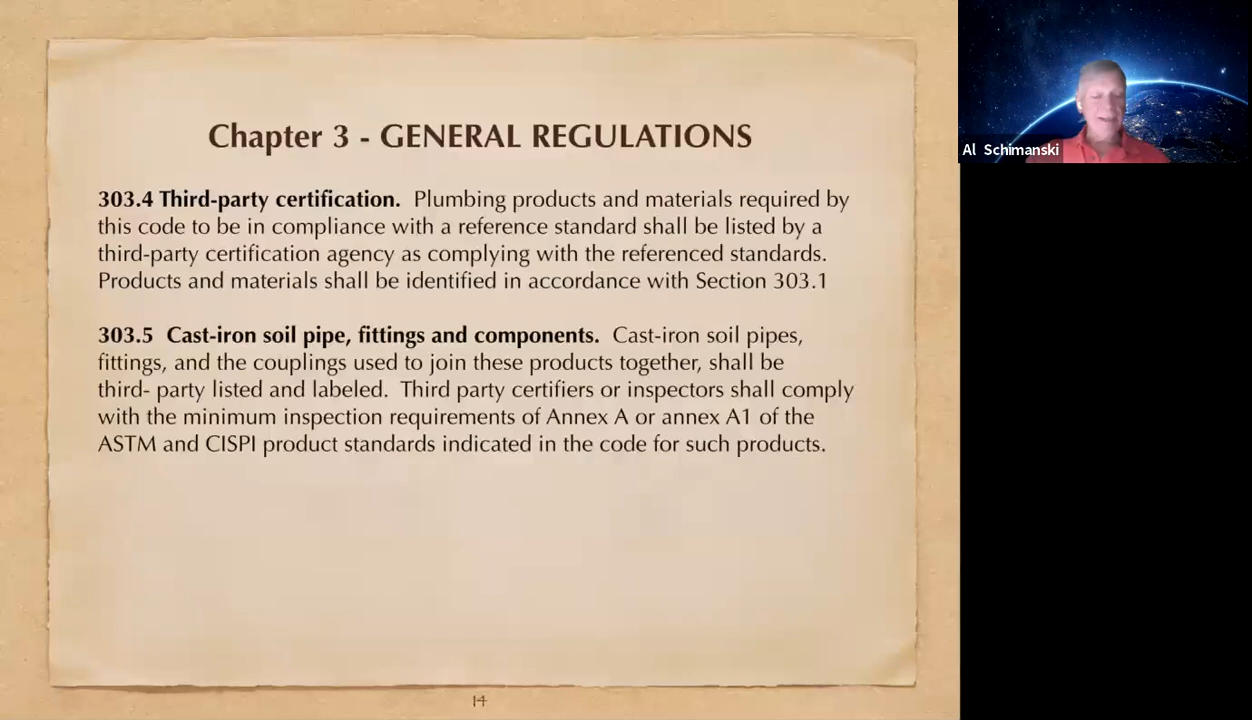 Chapter 3 - GENERAL REGULATIONS
303.4 Third-party certification.  Plumbing products and materials required by
this code to be in compliance with a reference standard shall be listed by a
third-party certification agency as complying with the referenced standards.
Products and materials shall be identified in accordance with Section 303.1
303.5  Cast-iron soil pipe, fittings and components.  Cast-iron soil pipes,
fittings, and the couplings used to join these products together, shall be
third- party listed and labeled.  Third party certifiers or inspectors shall comply
with the minimum inspection requirements of Annex A or annex A1 of the
ASTM and CISPI product standards indicated in the code for such products.
14
Al  Schimanski